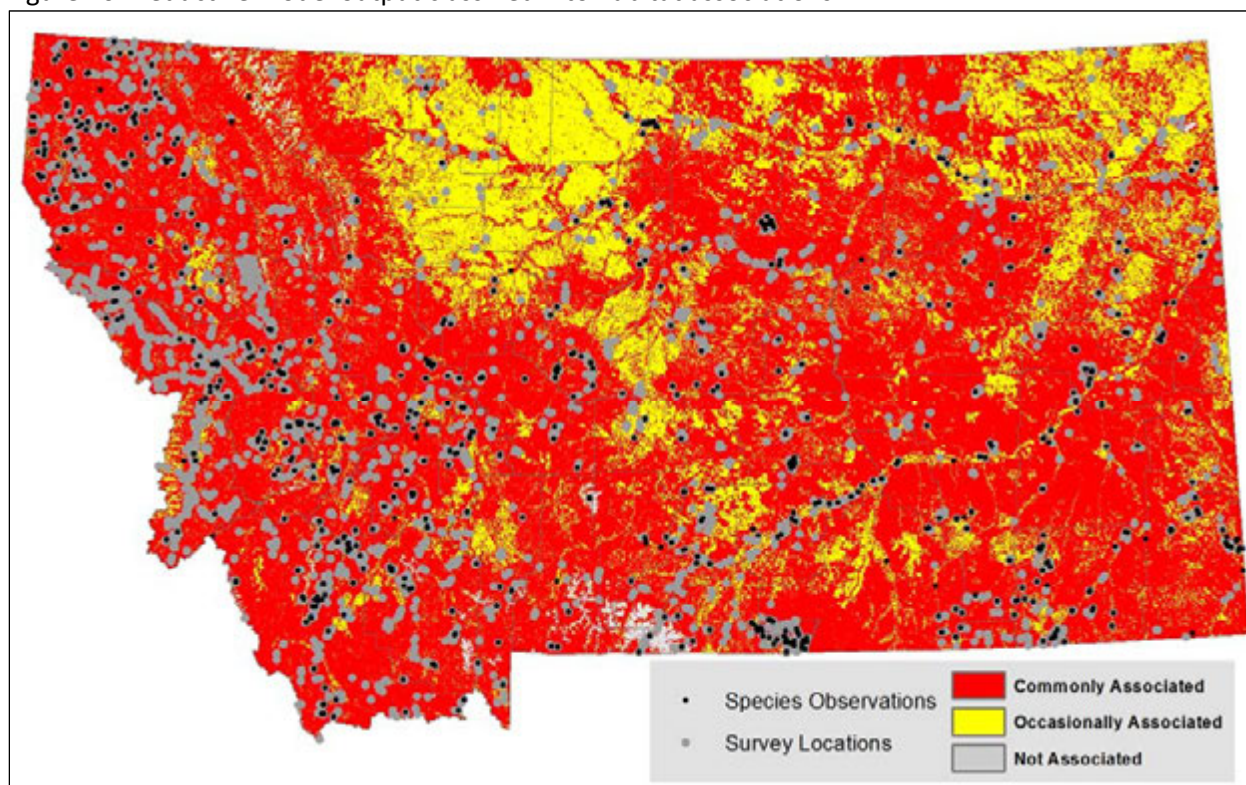 Species Observations
Survey Locations
Commonly Associated
Occasionally Associated
Not Associated